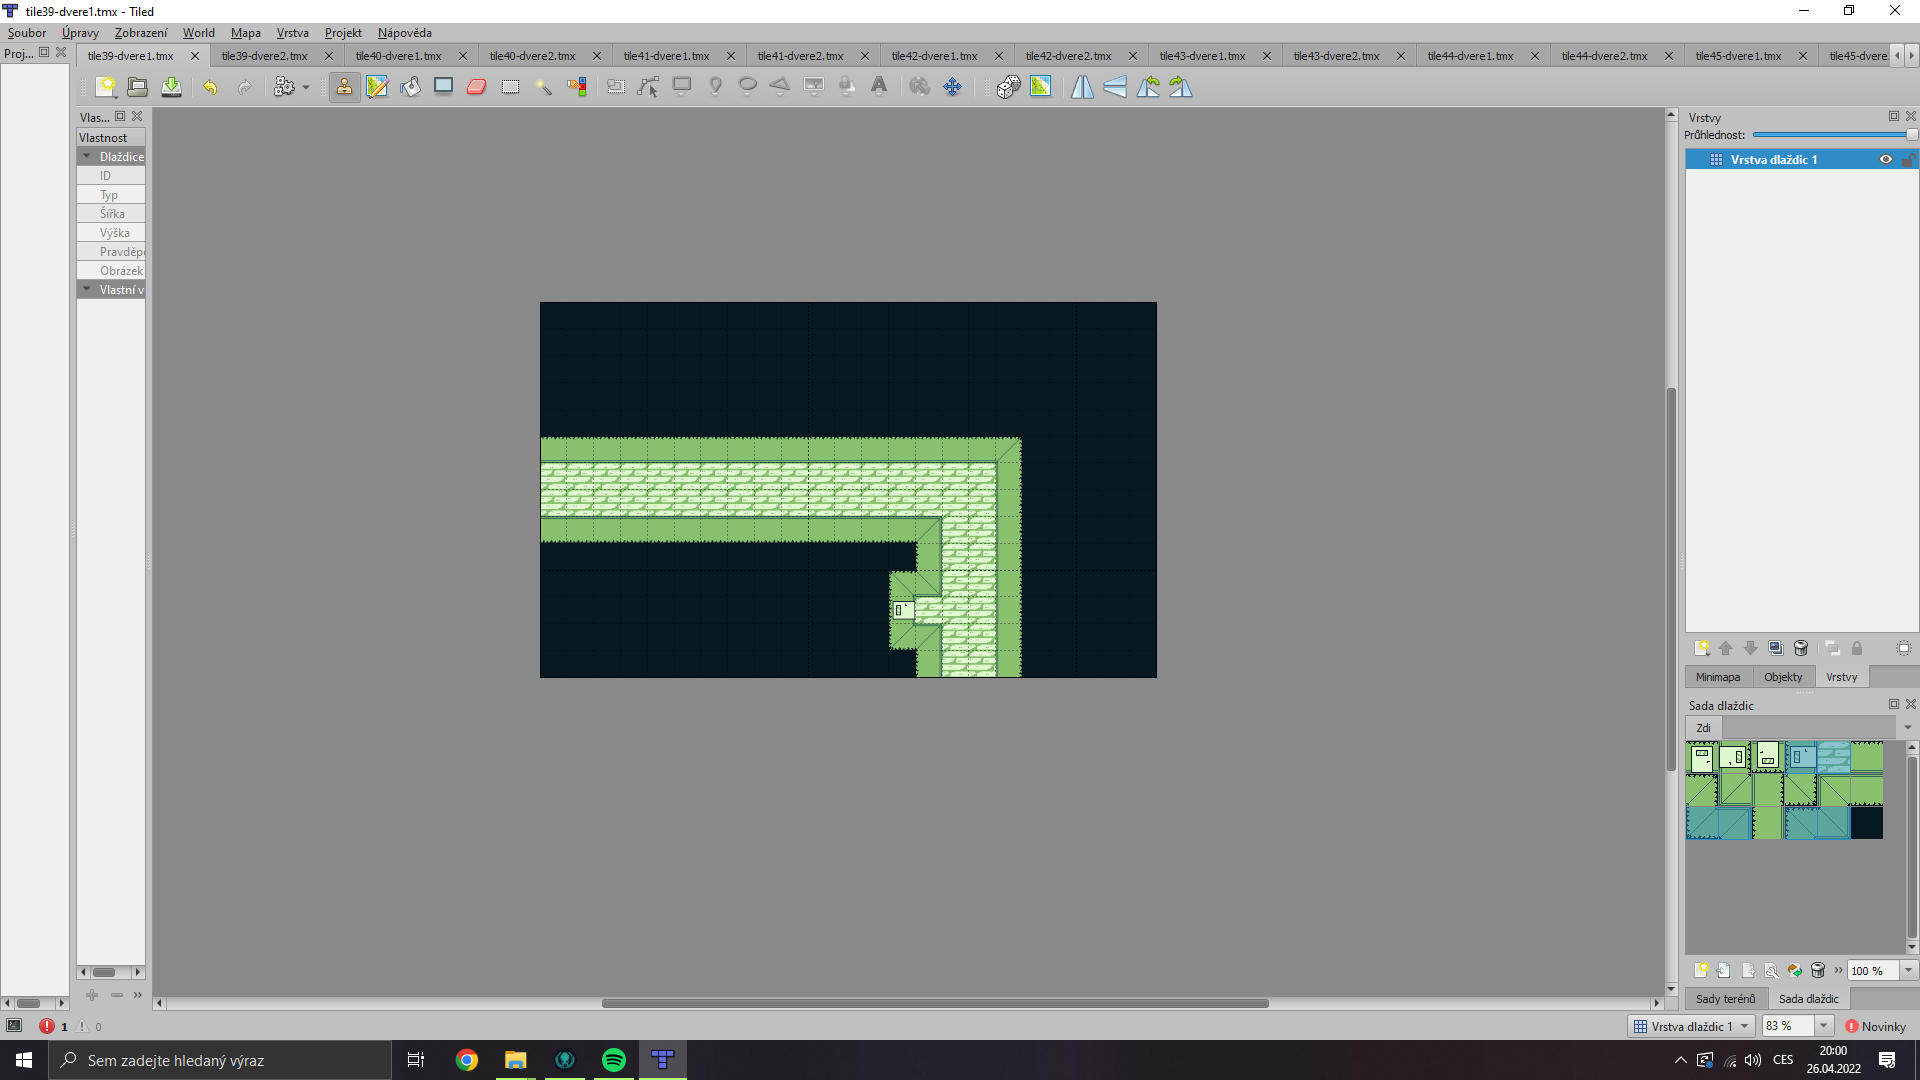 tile39-dvere1.tmx - Tiled
Soubor Úpravy Zobrazení World Mapa Vrstva Projekt Nápověda
Proj...
tile39-dvere1.tmx tile39-dvere2.tmx tile40-dvere1.tmx tile40-dvere2.tmx tile41-dvere1.tmx tile41-dvere2.tmx tile42-dvere1.tmx tile42-dvere2.tmx tile43-dvere1.tmx tile43-dvere2.tmx tile44-dvere1.tmx tile44-dvere2.tmx tile45-dvere1.tmx tile45-dvere
Vlas...
Vlastnost
Dlaždice
ID
Typ
Šířka
Výška
Pravděpo
Obrázek
Vlastní v
Vrstvy
Průhlednost:
Vrstva dlaždic 1
Minimapa Objekty Vrstvy
Sada dlaždic
Zdi
100 %
Sady terénů Sada dlaždic
1 0
Vrstva dlaždic 1 83 % Novinky
Sem zadejte hledaný výraz
CES
20:00
26.04.2022